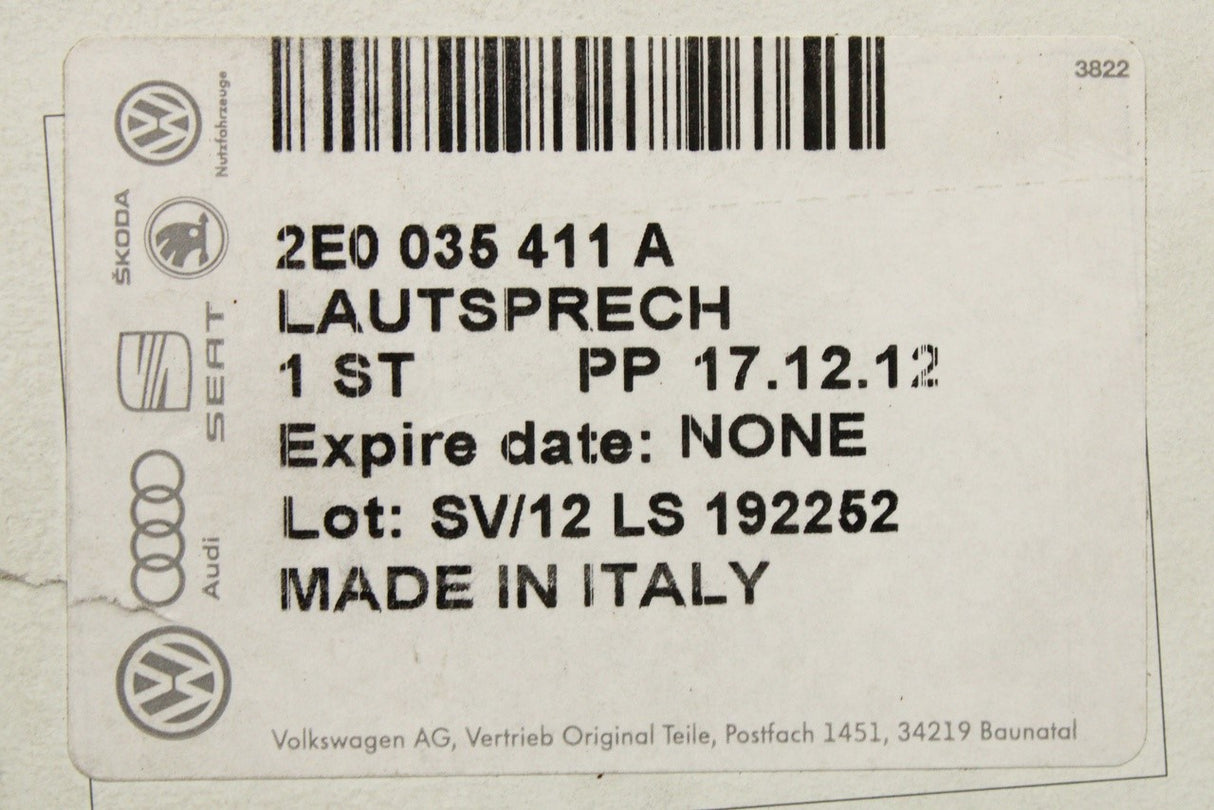 3822
Nutzfahrzeuge
ŠKODA
SEAT
Audi
2E0 035 411 A
LAUTSPRECH
1 ST PP 17.12.12
Expire date: NONE
Lot: SV/12 LS 192252
MADE IN ITALY
Volkswagen AG, Vertrieb Original Teile, Postfach 1451, 34219 Baunatal